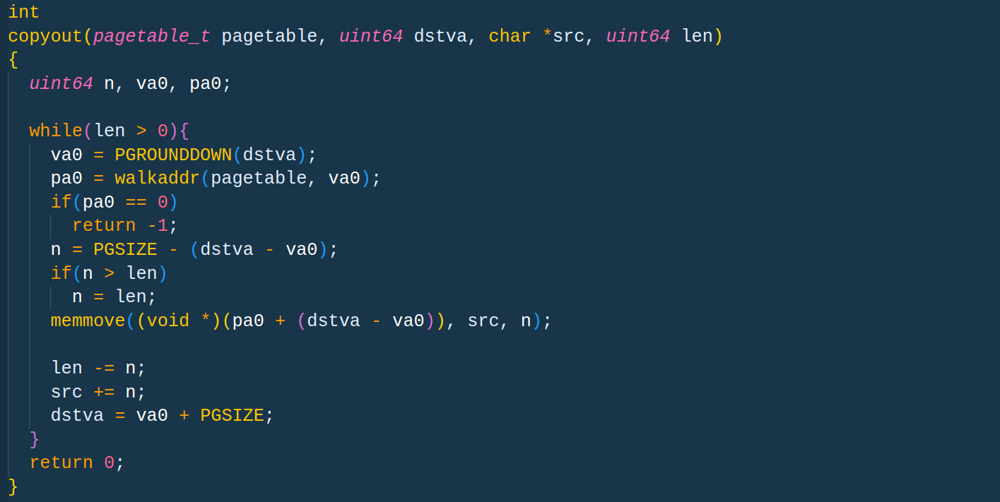 int
copyout(pagetable_t pagetable, uint64 dstva, char *src, uint64 len)
{
  uint64 n, va0, pa0;

  while(len > 0){
    va0 = PGROUNDDOWN(dstva);
    pa0 = walkaddr(pagetable, va0);
    if(pa0 == 0)
      return -1;
    n = PGSIZE - (dstva - va0);
    if(n > len)
      n = len;
    memmove((void *)(pa0 + (dstva - va0)), src, n);

    len -= n;
    src += n;
    dstva = va0 + PGSIZE;
  }
  return 0;
}